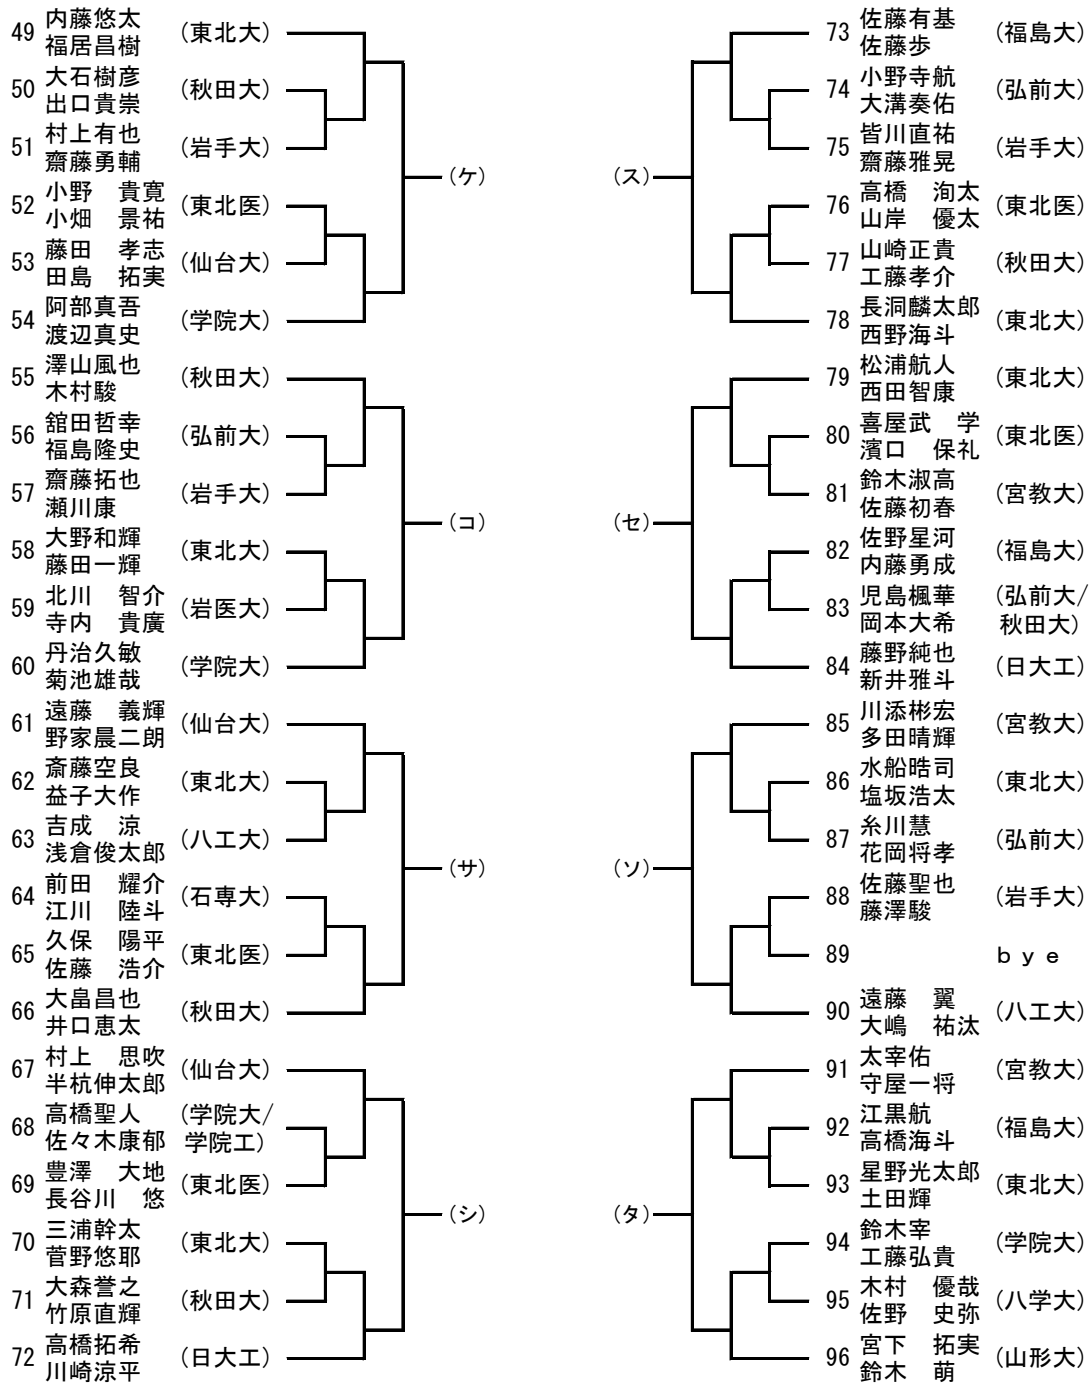 49 内藤悠太 (東北大)
福居昌樹
50 大石樹彦 (秋田大)
出口貴崇
51 村上有也 (岩手大)
齋藤勇輔
52 小野　貴寛 (東北医)
小畑　景祐
53 藤田　孝志 (仙台大)
田島　拓実
54 阿部真吾 (学院大)
渡辺真史
(ケ)
55 澤山風也 (秋田大)
木村駿
56 舘田哲幸 (弘前大)
福島隆史
57 齋藤拓也 (岩手大)
瀬川康
58 大野和輝 (東北大)
藤田一輝
59 北川　智介 (岩医大)
寺内　貴廣
60 丹治久敏 (学院大)
菊池雄哉
(コ)
61 遠藤　義輝 (仙台大)
野家晨二朗
62 斎藤空良 (東北大)
益子大作
63 吉成　涼 (八工大)
浅倉俊太郎
64 前田　耀介 (石専大)
江川　陸斗
65 久保　陽平 (東北医)
佐藤　浩介
66 大畠昌也 (秋田大)
井口恵太
(サ)
67 村上　思吹 (仙台大)
半杭伸太郎
68 高橋聖人 (学院大/
佐々木康郁 学院工)
69 豊澤　大地 (東北医)
長谷川　悠
70 三浦幹太 (東北大)
菅野悠耶
71 大森誉之 (秋田大)
竹原直輝
72 高橋拓希 (日大工)
川崎涼平
(シ)
73 佐藤有基 (福島大)
佐藤歩
74 小野寺航 (弘前大)
大溝奏佑
75 皆川直祐 (岩手大)
齋藤雅晃
76 高橋　洵太 (東北医)
山岸　優太
77 山崎正貴 (秋田大)
工藤孝介
78 長洞麟太郎 (東北大)
西野海斗
(ス)
79 松浦航人 (東北大)
西田智康
80 喜屋武　学 (東北医)
濱口　保礼
81 鈴木淑高 (宮教大)
佐藤初春
82 佐野星河 (福島大)
内藤勇成
83 児島楓華 (弘前大/
岡本大希 秋田大)
84 藤野純也 (日大工)
新井雅斗
(セ)
85 川添彬宏 (宮教大)
多田晴輝
86 水船晧司 (東北大)
塩坂浩太
87 糸川慧 (弘前大)
花岡将孝
88 佐藤聖也 (岩手大)
藤澤駿
89 ｂｙｅ
90 遠藤　翼 (八工大)
大嶋　祐汰
(ソ)
91 太宰佑 (宮教大)
守屋一将
92 江黒航 (福島大)
高橋海斗
93 星野光太郎 (東北大)
土田輝
94 鈴木宰 (学院大)
工藤弘貴
95 木村　優哉 (八学大)
佐野　史弥
96 宮下　拓実 (山形大)
鈴木　萌
(タ)